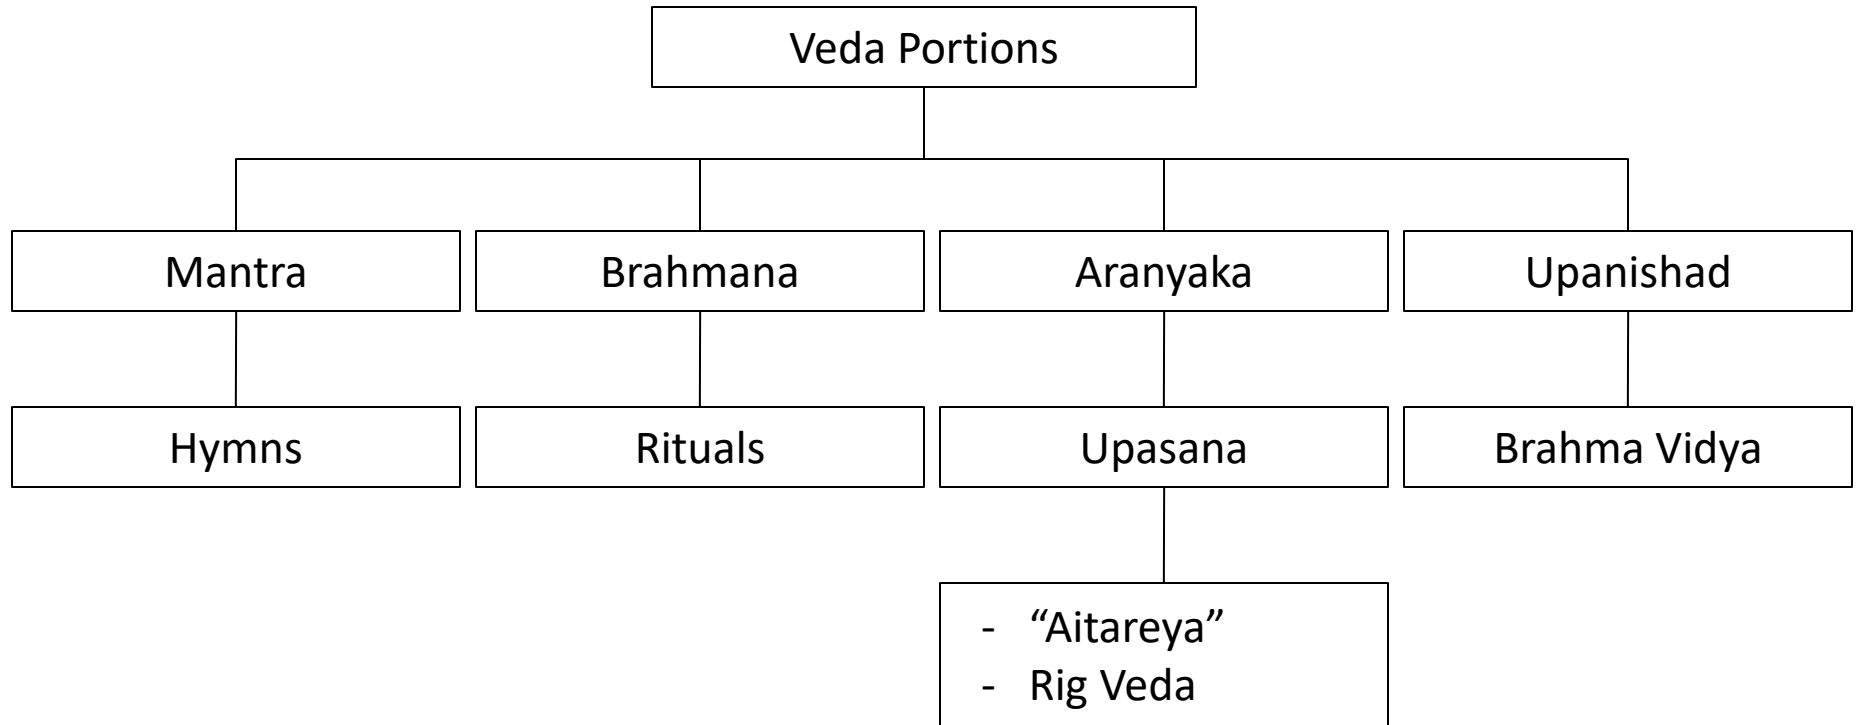 Veda Portions
Mantra
Brahmana
Aranyaka
Upanishad
Hymns
Rituals
Upasana
Brahma Vidya
- “Aitareya”
- Rig Veda